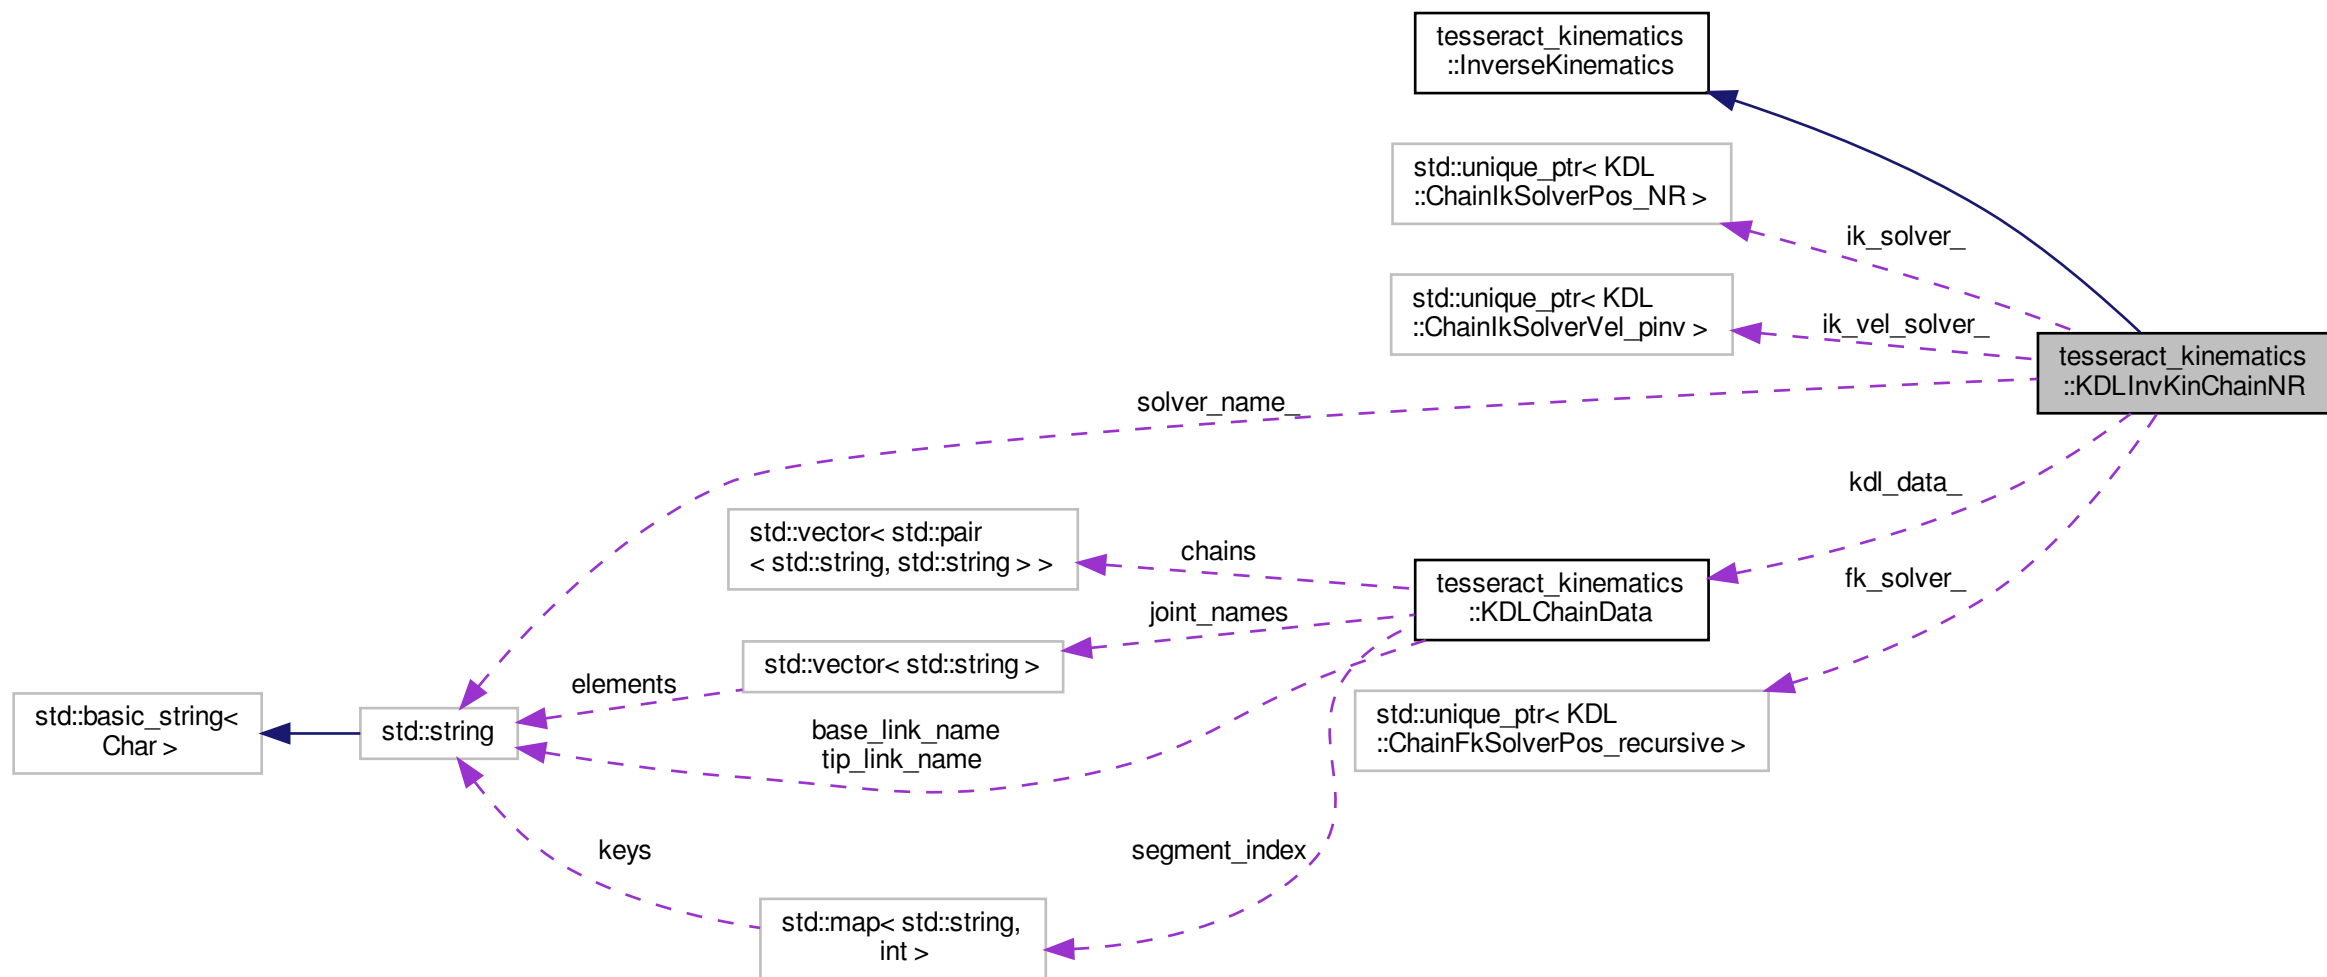 tesseract_kinematics
::InverseKinematics
std::unique_ptr< KDL
::ChainIkSolverPos_NR >
ik_solver_
std::unique_ptr< KDL
::ChainIkSolverVel_pinv >
ik_vel_solver_
tesseract_kinematics
::KDLInvKinChainNR
solver_name_
kdl_data_
std::vector< std::pair
< std::string, std::string > >
chains
tesseract_kinematics
::KDLChainData
fk_solver_
joint_names
std::vector< std::string >
elements
std::basic_string<
Char >
std::string
base_link_name
tip_link_name
std::unique_ptr< KDL
::ChainFkSolverPos_recursive >
keys
segment_index
std::map< std::string,
int >